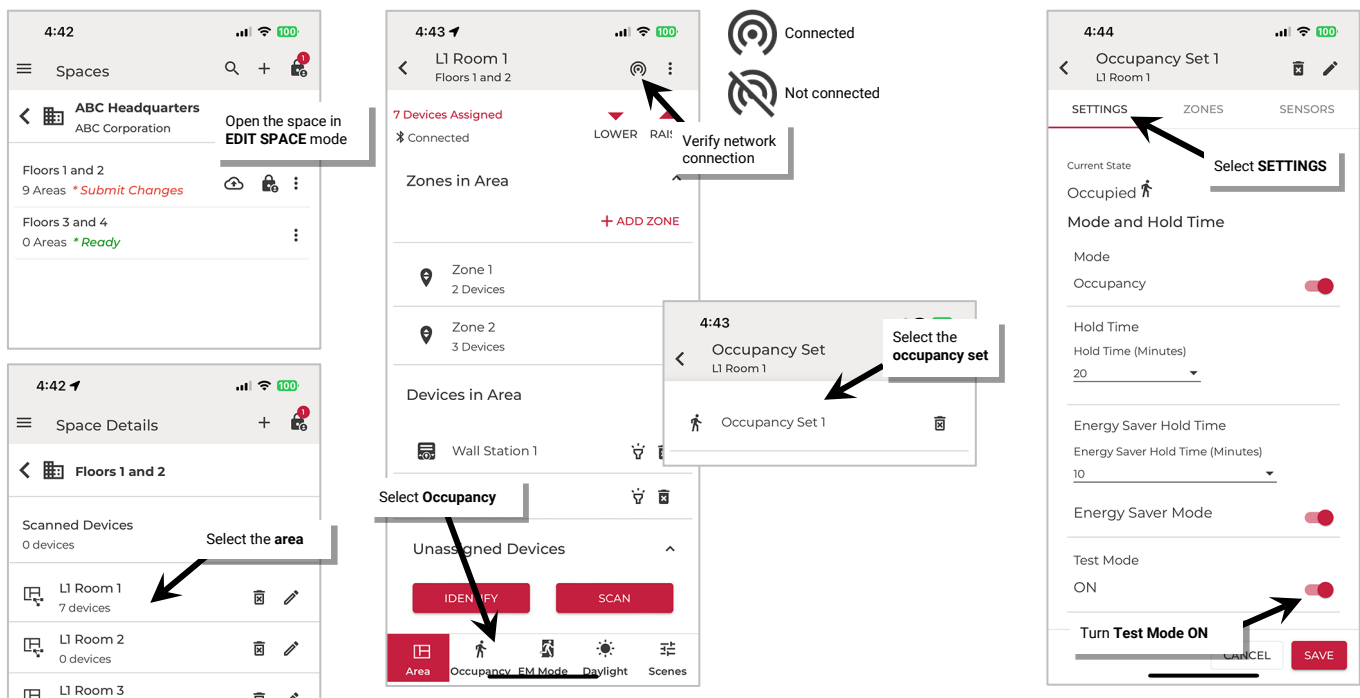 4:42
100
Spaces
1
ABC Headquarters
ABC Corporation
Open the space in
EDIT SPACE mode
Floors 1 and 2
9 Areas * Submit Changes
Floors 3 and 4
0 Areas * Ready
4:42
100
Space Details
1
Floors 1 and 2
Scanned Devices
0 devices
Select the area
L1 Room 1
7 devices
L1 Room 2
0 devices
L1 Room 3
4:43
100
L1 Room 1
Floors 1 and 2
7 Devices Assigned
Connected
LOWER
Verify network
connection
Zones in Area
+ ADD ZONE
Zone 1
2 Devices
Zone 2
3 Devices
Devices in Area
Wall Station 1
Select Occupancy
Unassigned Devices
IDENTIFY
SCAN
Area
Occupancy
EM Mode
Daylight
Scenes
Connected
Not connected
4:43
Occupancy Set
L1 Room 1
Select the
occupancy set
Occupancy Set 1
4:44
100
Occupancy Set 1
L1 Room 1
SETTINGS
ZONES
SENSORS
Select SETTINGS
Current State
Occupied
Mode and Hold Time
Mode
Occupancy
Hold Time
Hold Time (Minutes)
20
Energy Saver Hold Time
Energy Saver Hold Time (Minutes)
10
Energy Saver Mode
Test Mode
ON
Turn Test Mode ON
CANCEL
SAVE